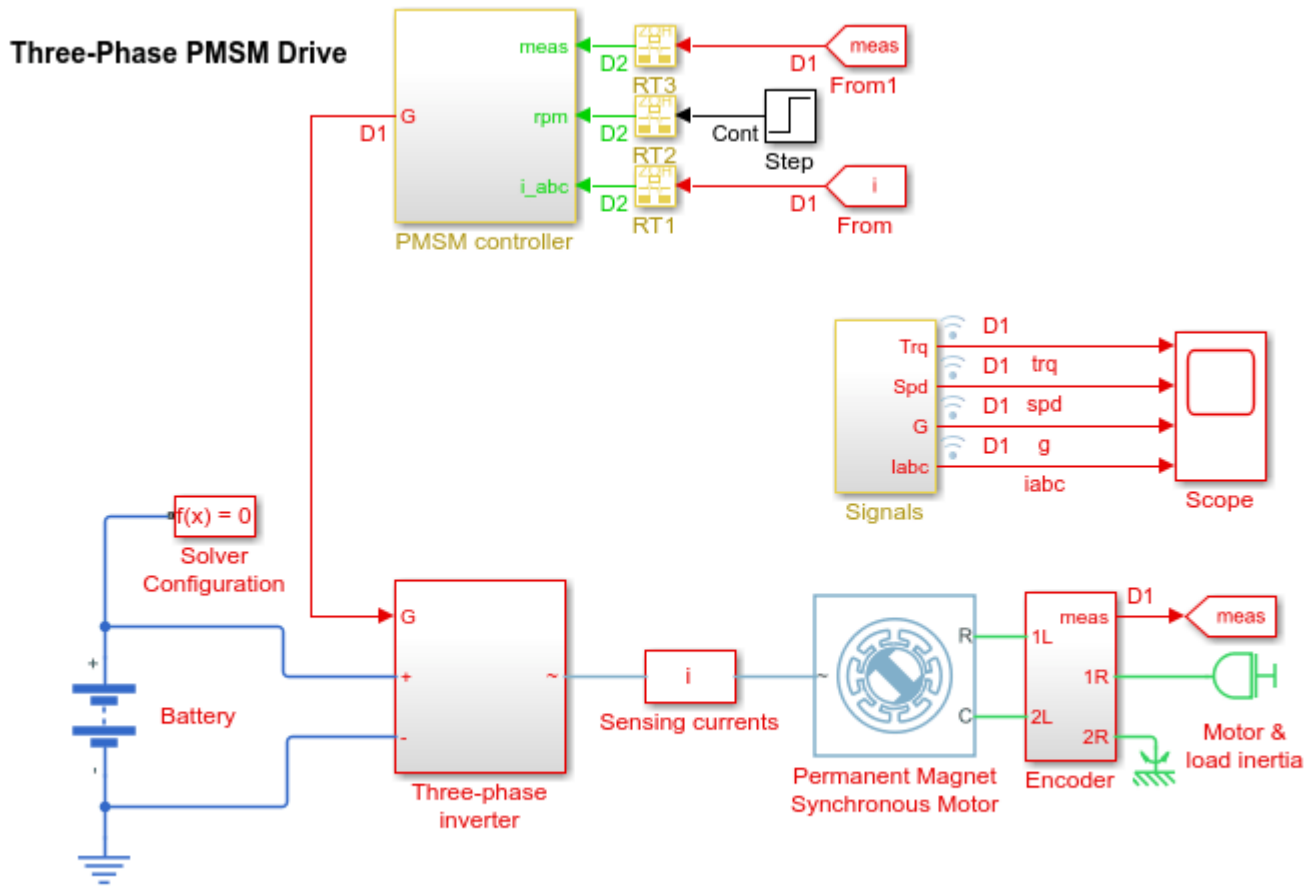 Three-Phase PMSM Drive
meas
D2
ZOH
RT3
D1
meas
From1
G
D1
rpm
D2
ZOH
RT2
Cont
Step
i_abc
D2
ZOH
RT1
D1
i
From
PMSM controller
Trq
D1
trq
Spd
D1
spd
G
D1
g
Iabc
D1
iabc
Signals
Scope
f(x) = 0
Solver
Configuration
+
-
Battery
G
+
-
~
Three-phase
inverter
i
Sensing currents
~
R
C
Permanent Magnet
Synchronous Motor
1L
2L
meas
1R
2R
Encoder
D1
meas
Motor &
load inertia